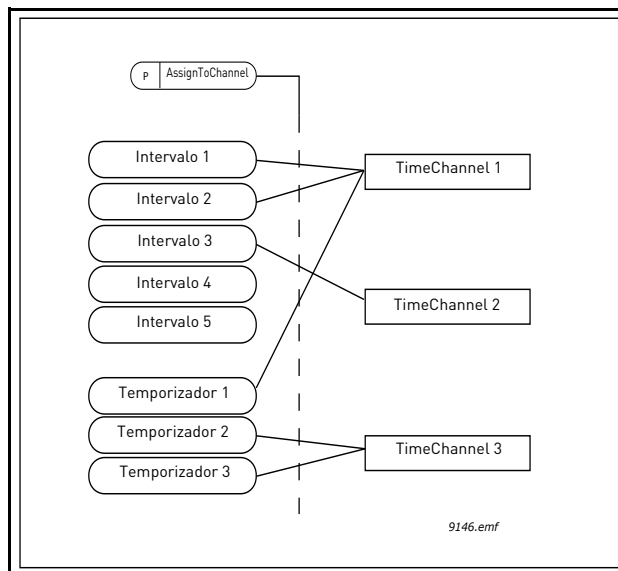 P AssignToChannel
Intervalo 1
TimeChannel 1
Intervalo 2
Intervalo 3
Intervalo 4
TimeChannel 2
Intervalo 5
Temporizador 1
Temporizador 2
TimeChannel 3
Temporizador 3
9146.emf